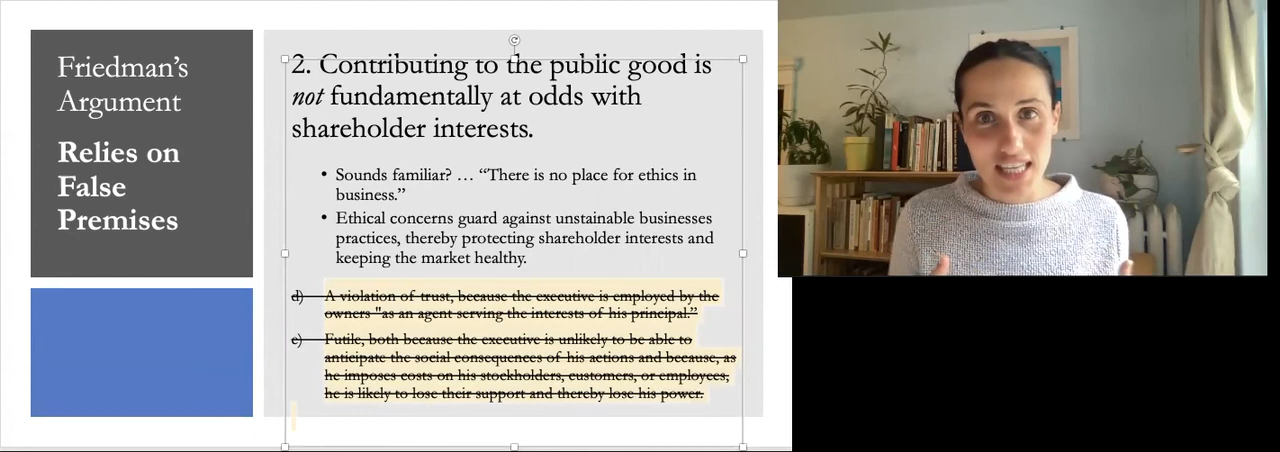 Friedman’s
Argument
Relies on
False
Premises
2. Contributing to the public good is
not fundamentally at odds with
shareholder interests.
• Sounds familiar? … “There is no place for ethics in
business.”
• Ethical concerns guard against unstainable businesses
practices, thereby protecting shareholder interests and
keeping the market healthy.
d) A violation of trust, because the executive is employed by the
owners "as an agent serving the interests of his principal.”
e) Futile, both because the executive is unlikely to be able to
anticipate the social consequences of his actions and because, as
he imposes costs on his stockholders, customers, or employees,
he is likely to lose their support and thereby lose his power.